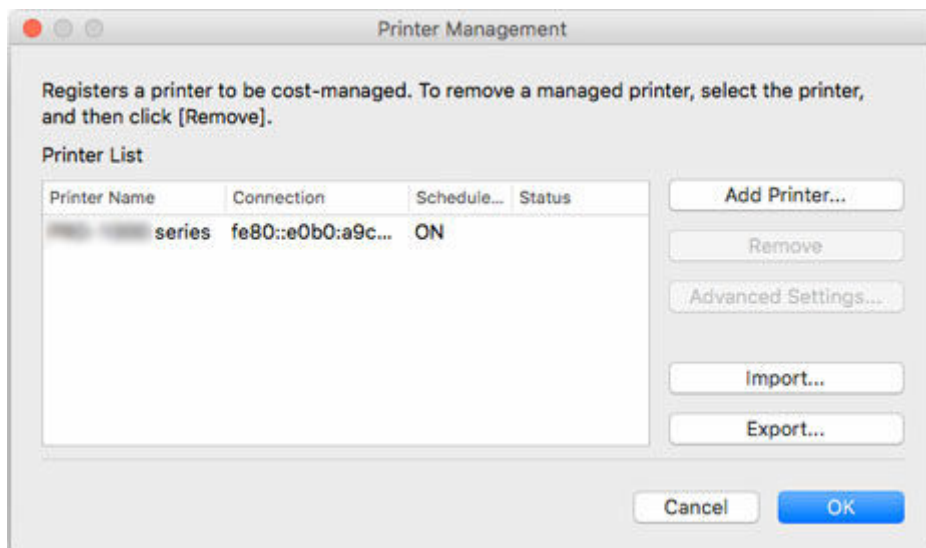 Printer Management
Registers a printer to be cost-managed. To remove a managed printer, select the printer,
and then click [Remove].
Printer List
Printer Name Connection Schedule... Status
series fe80::e0b0:a9c... ON
Add Printer...
Remove
Advanced Settings...
Import...
Export...
Cancel OK